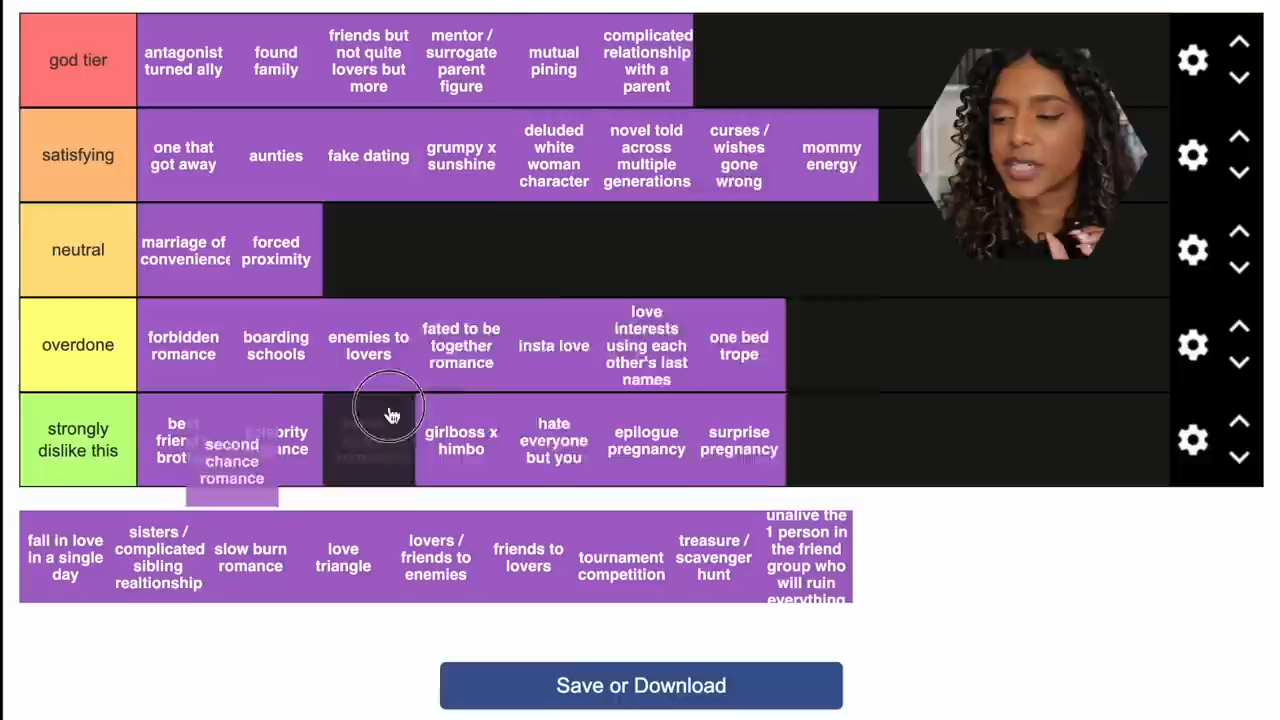 god tier
antagonist
turned ally
found
family
friends but
not quite
lovers but
more
mentor /
surrogate
parent
figure
mutual
pining
complicated
relationship
with a
parent
satisfying
one that
got away
aunties
fake dating
grumpy x
sunshine
deluded
white
woman
character
novel told
across
multiple
generations
curses /
wishes
gone
wrong
mommy
energy
neutral
marriage of
convenience
forced
proximity
overdone
forbidden
romance
boarding
schools
enemies to
lovers
fated to be
together
romance
insta love
love
interests
using each
other's last
names
one bed
trope
strongly
dislike this
second
chance
romance
girlboss x
himbo
hate
everyone
but you
epilogue
pregnancy
surprise
pregnancy
fall in love
in a single
day
sisters /
complicated
sibling
realtionship
slow burn
romance
love
triangle
lovers /
friends to
enemies
friends to
lovers
tournament
competition
treasure /
scavenger
hunt
unalive the
1 person in
the friend
group who
will ruin
everything
Save or Download